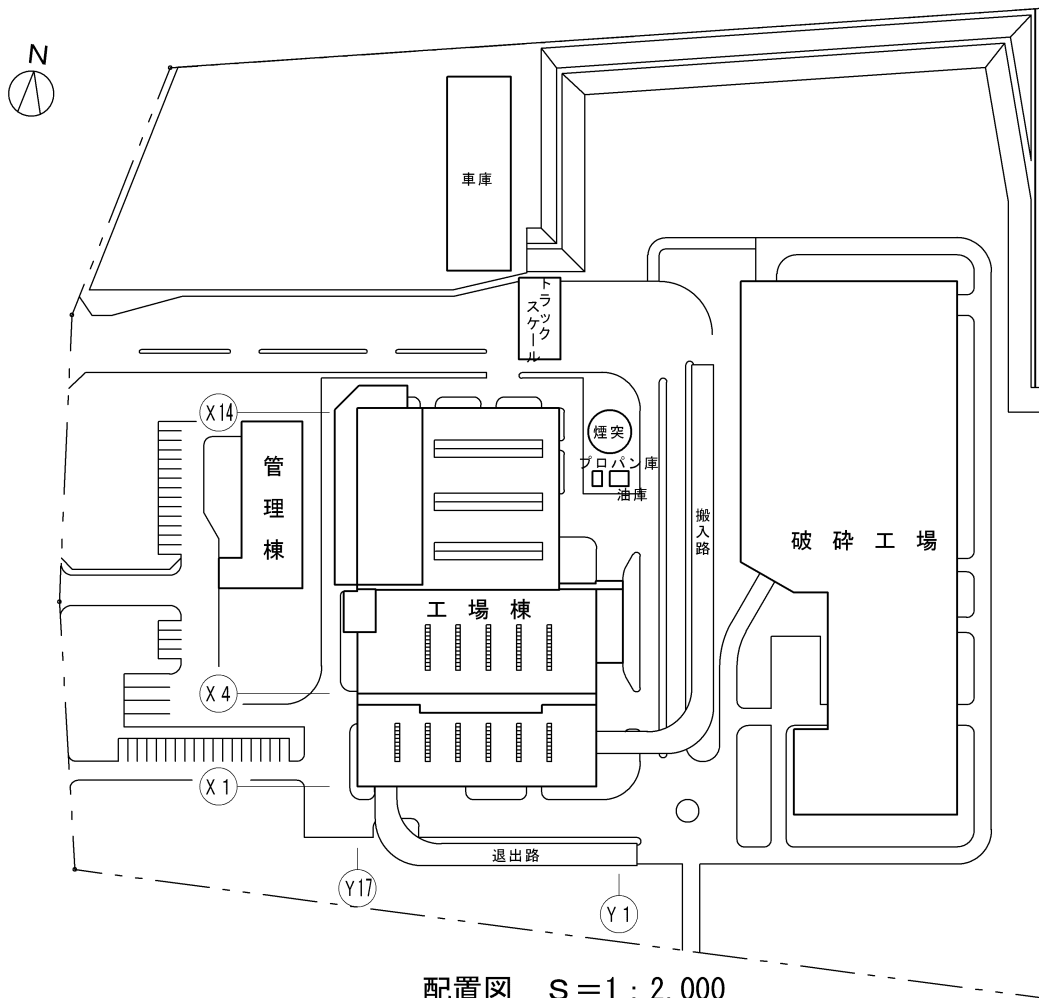 N
車庫
トラック
スケール
X14
煙突
プロパン庫
油庫
管理棟
搬入路
破砕工場
工場棟
X4
X1
退出路
Y17
Y1
配置図 S=1:2,000